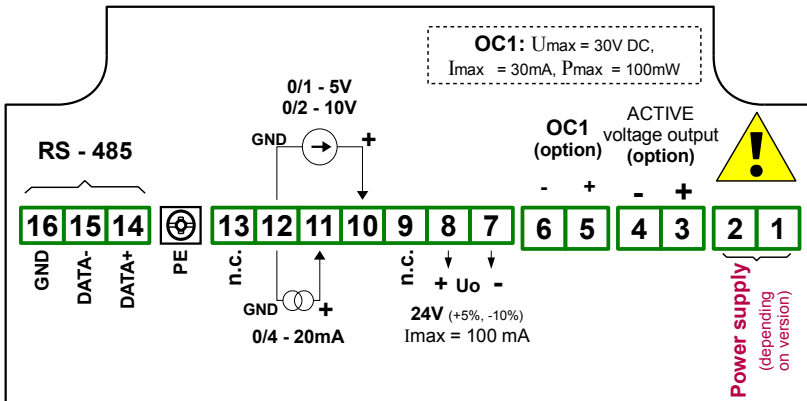 OC1: Umax = 30V DC,
Imax = 30mA, Pmax = 100mW
0/1 - 5V
0/2 - 10V
GND +
RS - 485
OC1
(option)
- +
ACTIVE
voltage output
(option)
- +
!
16 15 14 PE 13 12 11 10 9 8 7 6 5 4 3 2 1
GND
DATA-
DATA+
n.c.
GND +
0/4 - 20mA
n.c.
+ Uo -
24V (+5%, -10%)
Imax = 100 mA
Power supply
(depending
on version)